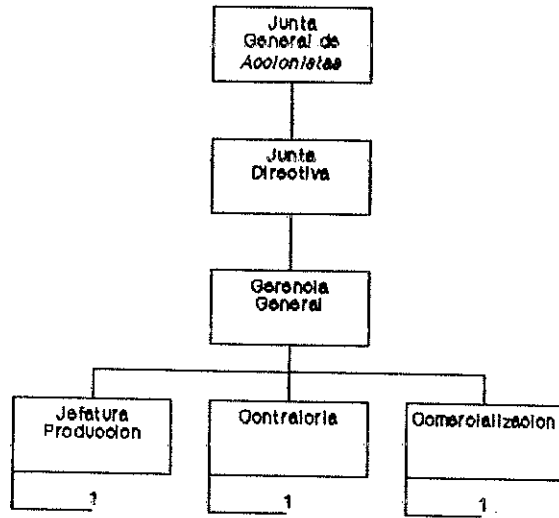 Junta
General de
Accionistas
Junta
Directiva
Gerencia
General
Jefatura
Produccion
Contraloria
Comercializacion
1
1
1